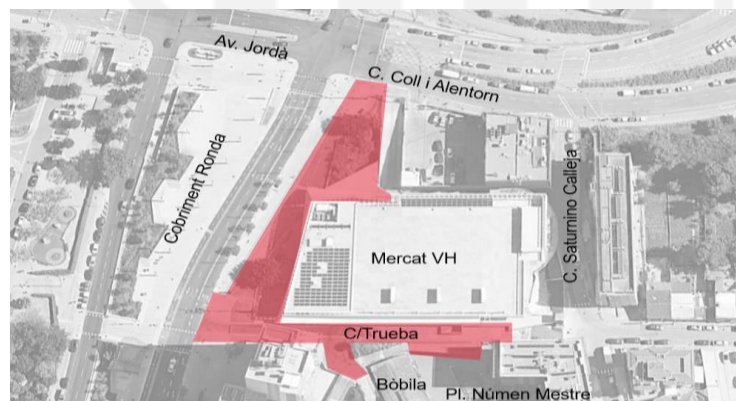 Av. Jordà
C. Coll i Alentorn
Cobriment Ronda
C. Saturnino Calleja
Mercat VH
C/Trueba
Bòbila
Pl. Númen Mestre